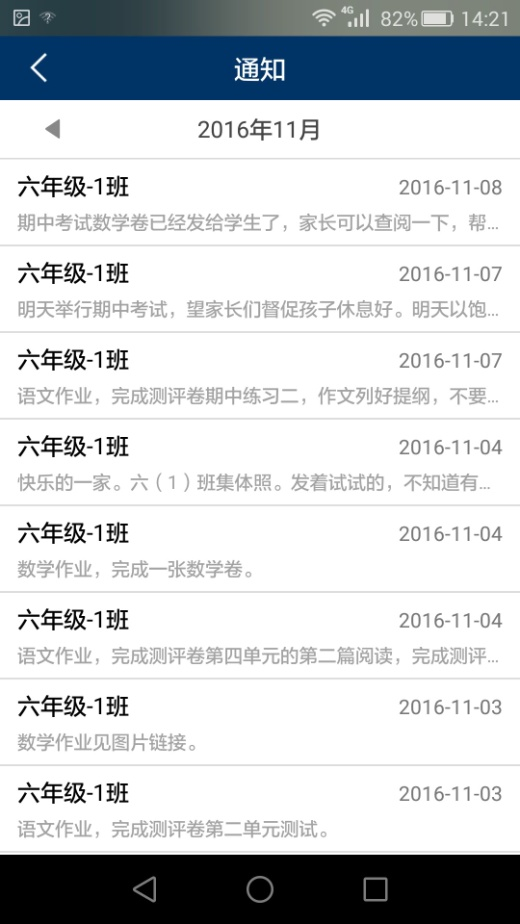 4G 82% 14:21
通知
2016年11月
六年级-1班 2016-11-08
期中考试数学卷已经发给学生了，家长可以查阅一下，帮...
六年级-1班 2016-11-07
明天举行期中考试，望家长们督促孩子休息好。明天以饱...
六年级-1班 2016-11-07
语文作业，完成测评卷期中练习二，作文列好提纲，不要...
六年级-1班 2016-11-04
快乐的一家。六（1）班集体照。发着试试的，不知道有...
六年级-1班 2016-11-04
数学作业，完成一张数学卷。
六年级-1班 2016-11-04
语文作业，完成测评卷第四单元的第二篇阅读，完成测评...
六年级-1班 2016-11-03
数学作业见图片链接。
六年级-1班 2016-11-03
语文作业，完成测评卷第二单元测试。